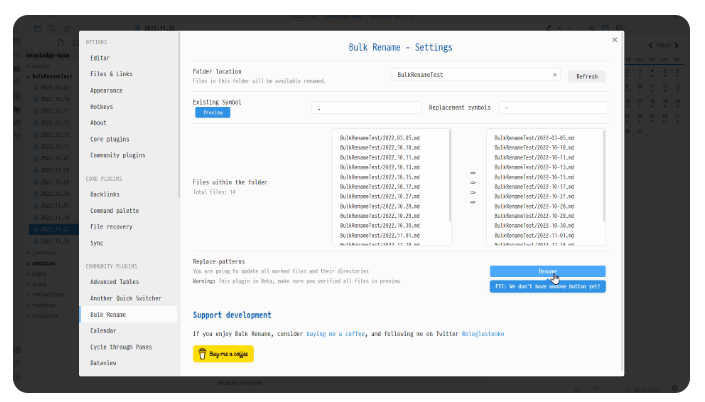 2022.11.22
OPTIONS
Editor
Files & Links
Appearance
Hotkeys
About
Core plugins
Community plugins
CORE PLUGINS
Backlinks
Command palette
File recovery
Sync
COMMUNITY PLUGINS
Advanced Tables
Another Quick Switcher
Bulk Rename
Calendar
Cycle through Panes
Dataview
Bulk Rename - Settings
Folder location
Files in this folder will be available renamed.
BulkRenameTest
Refresh
Existing Symbol
Preview
.
Replacement symbols
-
Files within the folder
Total Files: 14
BulkRenameTest/2022.03.05.md
BulkRenameTest/2022.10.10.md
BulkRenameTest/2022.10.11.md
BulkRenameTest/2022.10.13.md
BulkRenameTest/2022.10.15.md
BulkRenameTest/2022.10.17.md
BulkRenameTest/2022.10.27.md
BulkRenameTest/2022.10.28.md
BulkRenameTest/2022.10.29.md
BulkRenameTest/2022.10.30.md
BulkRenameTest/2022.11.01.md
BulkRenameTest/2022-03-05.md
BulkRenameTest/2022-10-10.md
BulkRenameTest/2022-10-11.md
BulkRenameTest/2022-10-13.md
BulkRenameTest/2022-10-15.md
BulkRenameTest/2022-10-17.md
BulkRenameTest/2022-10-27.md
BulkRenameTest/2022-10-28.md
BulkRenameTest/2022-10-29.md
BulkRenameTest/2022-10-30.md
BulkRenameTest/2022-11-01.md
Replace patterns
You are going to update all marked files and their directories
Warning: This plugin in Beta, make sure you verified all files in preview
Rename
FYI: We don't have undone button yet!
Support development
If you enjoy Bulk Rename, consider buying me a coffee, and following me on Twitter @oleglustenko
Buy me a coffee